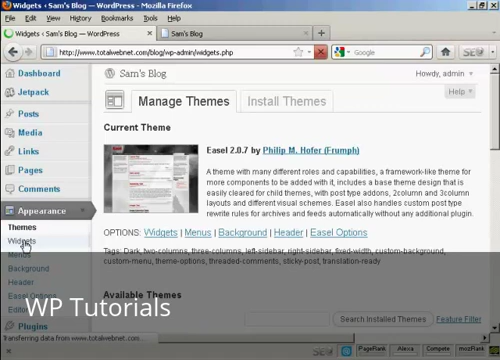 Widgets ‹ Sam's Blog — WordPress - Mozilla Firefox
File Edit View History Bookmarks Tools Help
Widgets ‹ Sam's Blog — WordPress
Sam's Blog
http://www.totalwebnet.com/blog/wp-admin/widgets.php
Google
SEO
Dashboard
Jetpack
Posts
Media
Links
Pages
Comments
Appearance
Themes
Widgets
Menus
Background
Header
Easel Options
Editor
Plugins
Sam's Blog
Howdy, admin
Help
Manage Themes
Install Themes
Current Theme
Easel 2.0.7 by Philip M. Hofer (Frumph)
A theme with many different roles and capabilities, a framework-like theme for
more components to be added with it, includes a base theme design that is
easily cleared for child themes, with post type addons, 2column and 3column
layouts and different visual schemes. Easel also handles custom post type
rewrite rules for archives and feeds automatically without any additional plugin.
OPTIONS: Widgets | Menus | Background | Header | Easel Options
Tags: Dark, two-columns, three-columns, left-sidebar, right-sidebar, fixed-width, custom-background,
custom-menu, theme-options, threaded-comments, sticky-post, translation-ready
Available Themes
Search Installed Themes
Feature Filter
WP Tutorials
Transferring data from www.totalwebnet.com...
SEO
PageRank
Alexa
Compete
mozRank